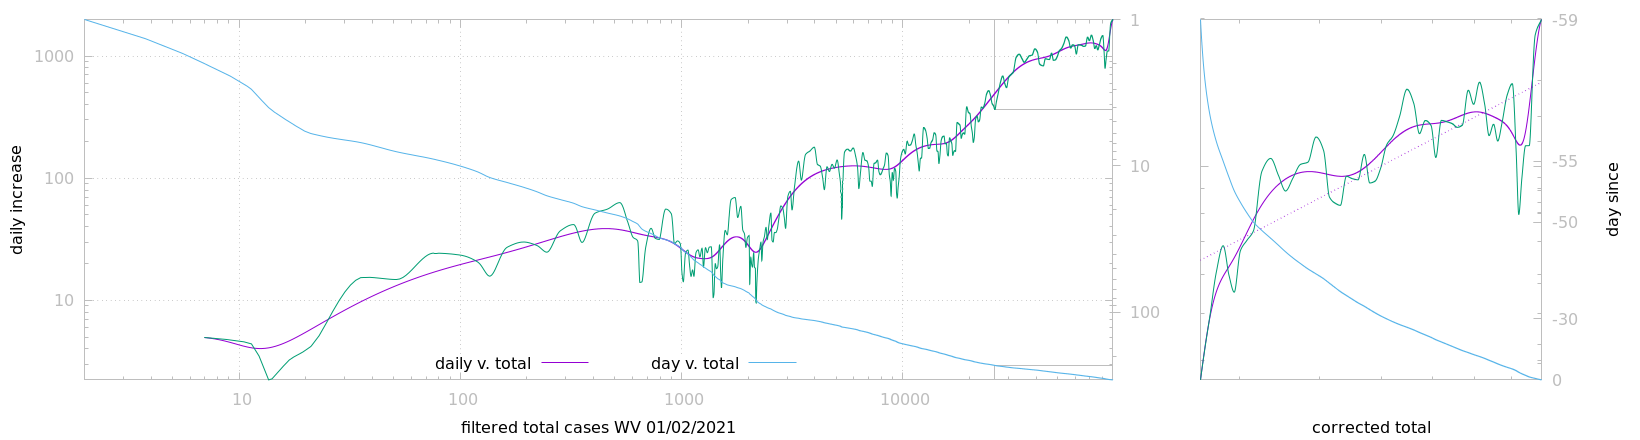 1000
100
10
daily increase
daily v. total
day v. total
10
100
1000
10000
filtered total cases WV 01/02/2021
1
10
100
-59
-55
-50
-30
0
day since
corrected total